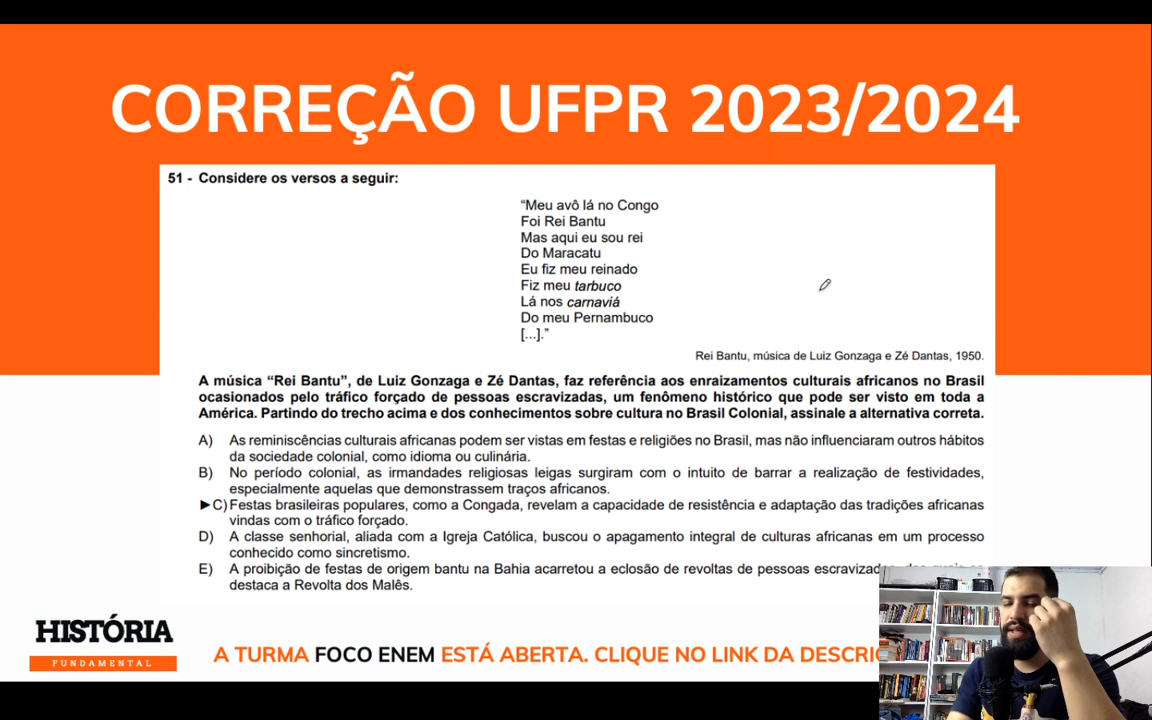 CORREÇÃO UFPR 2023/2024
51 - Considere os versos a seguir:
“Meu avô lá no Congo
Foi Rei Bantu
Mas aqui eu sou rei
Do Maracatu
Eu fiz meu reinado
Fiz meu tarbuco
Lá nos carnaviá
Do meu Pernambuco
[...].”
Rei Bantu, música de Luiz Gonzaga e Zé Dantas, 1950.
A música “Rei Bantu”, de Luiz Gonzaga e Zé Dantas, faz referência aos enraizamentos culturais africanos no Brasil
ocasionados pelo tráfico forçado de pessoas escravizadas, um fenômeno histórico que pode ser visto em toda a
América. Partindo do trecho acima e dos conhecimentos sobre cultura no Brasil Colonial, assinale a alternativa correta.
A) As reminiscências culturais africanas podem ser vistas em festas e religiões no Brasil, mas não influenciaram outros hábitos
da sociedade colonial, como idioma ou culinária.
B) No período colonial, as irmandades religiosas leigas surgiram com o intuito de barrar a realização de festividades,
especialmente aquelas que demonstrassem traços africanos.
►C) Festas brasileiras populares, como a Congada, revelam a capacidade de resistência e adaptação das tradições africanas
vindas com o tráfico forçado.
D) A classe senhorial, aliada com a Igreja Católica, buscou o apagamento integral de culturas africanas em um processo
conhecido como sincretismo.
E) A proibição de festas de origem bantu na Bahia acarretou a eclosão de revoltas de pessoas
destaca a Revolta dos Malês.
HISTÓRIA
FUNDAMENTAL
A TURMA FOCO ENEM ESTÁ ABERTA. CLIQUE NO LINK DA